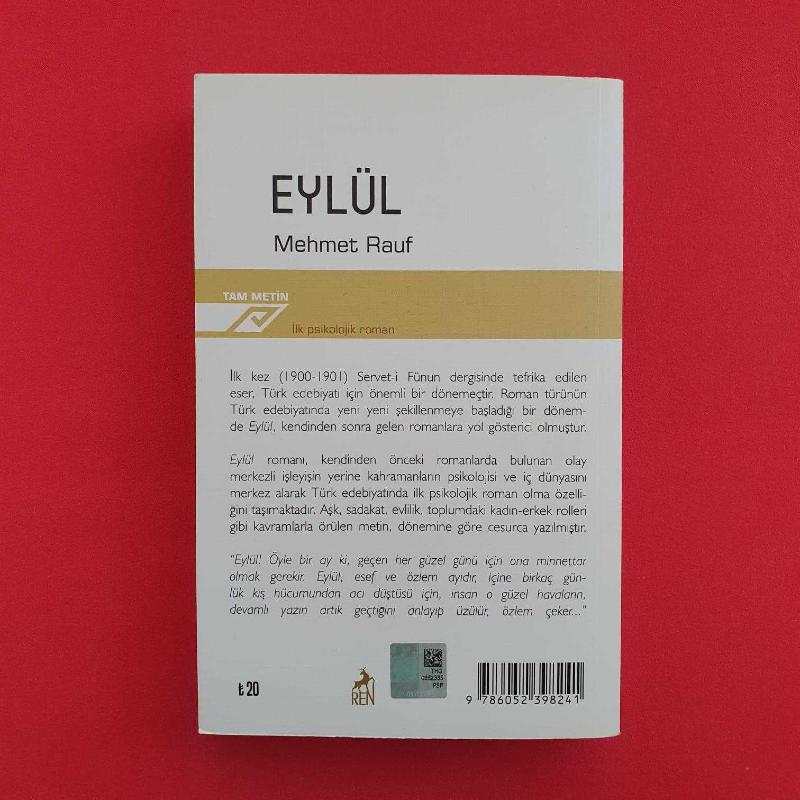 EYLÜL
Mehmet Rauf
TAM METİN
İlk psikolojik roman
İlk kez (1900-1901) Servet-i Fünun dergisinde tefrika edilen
eser, Türk edebiyatı için önemli bir dönemeçtir. Roman türünün
Türk edebiyatında yeni yeni şekillenmeye başladığı bir dönem-
de Eylül, kendinden sonra gelen romanlara yol gösterici olmuştur.
Eylül romanı, kendinden önceki romanlarda bulunan olay
merkezli işleyişin yerine kahramanların psikolojisi ve iç dünyasını
merkez alarak Türk edebiyatında ilk psikolojik roman olma özelli-
ğini taşımaktadır. Aşk, sadakat, evlilik, toplumdaki kadın-erkek rolleri
gibi kavramlarla örülen metin, dönemine göre cesurca yazılmıştır.
"Eylül! Öyle bir ay ki, geçen her güzel günü için ona minnettar
olmak gerekir. Eylül, esef ve özlem ayıdır, içine birkaç gün-
lük kış hücumundan acı düştüsü için, insan o güzel havaların,
devamlı yazın artık geçtiğini anlayıp üzülür, özlem çeker..."
₺20
REN
THG
0852335
PSP
9 786052 398241